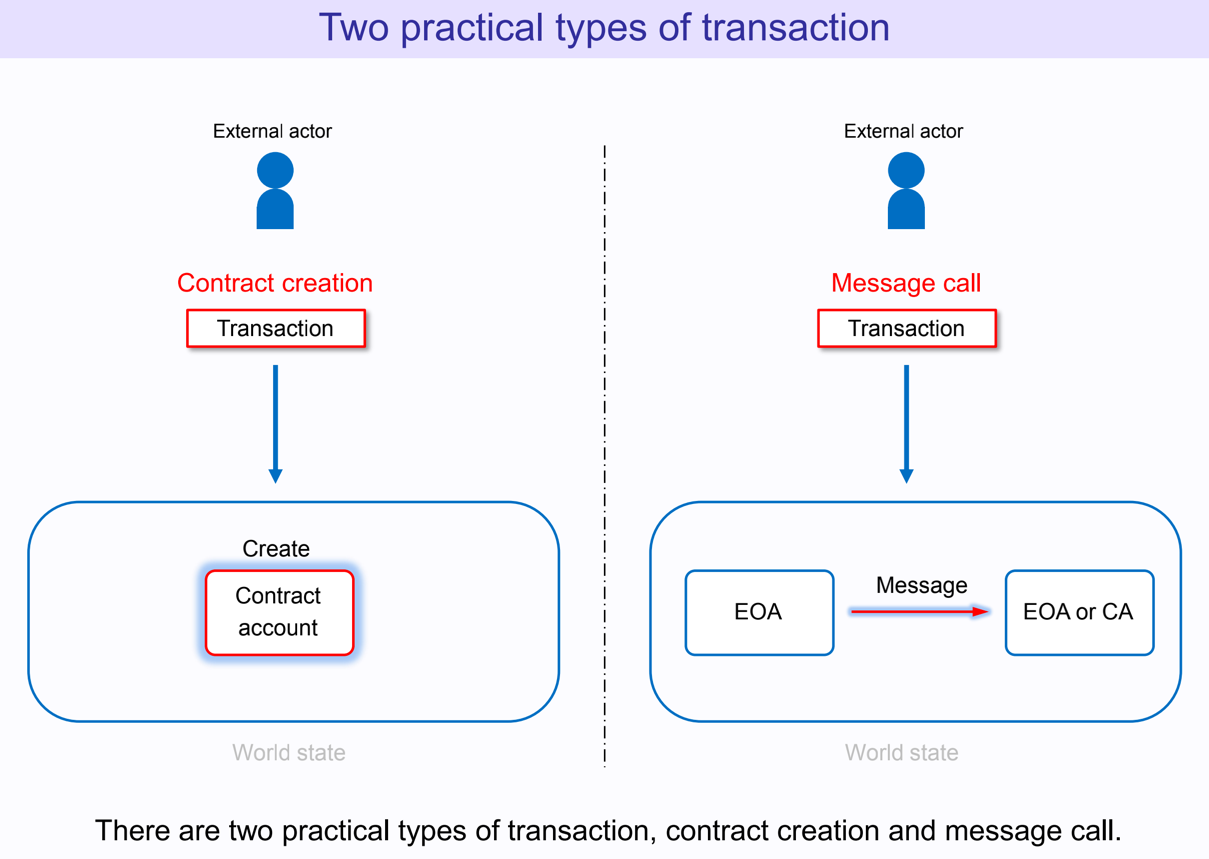 Two practical types of transaction
External actor
Contract creation
Transaction
Create
Contract
account
World state
External actor
Message call
Transaction
EOA
Message
EOA or CA
World state
There are two practical types of transaction, contract creation and message call.